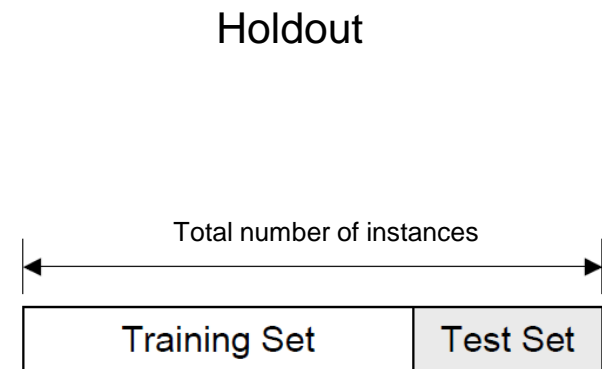 Holdout
Total number of instances
Training Set
Test Set